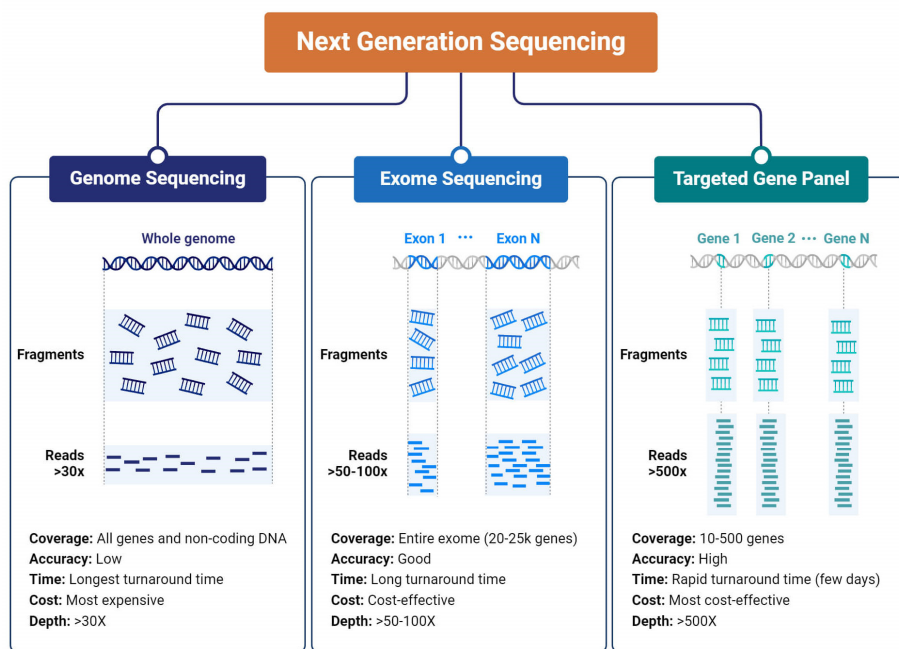 Next Generation Sequencing
Genome Sequencing
Whole genome
Fragments
Reads
>30x
Coverage: All genes and non-coding DNA
Accuracy: Low
Time: Longest turnaround time
Cost: Most expensive
Depth: >30X
Exome Sequencing
Exon 1 ··· Exon N
Fragments
Reads
>50-100x
Coverage: Entire exome (20-25k genes)
Accuracy: Good
Time: Long turnaround time
Cost: Cost-effective
Depth: >50-100X
Targeted Gene Panel
Gene 1 Gene 2 ··· Gene N
Fragments
Reads
>500x
Coverage: 10-500 genes
Accuracy: High
Time: Rapid turnaround time (few days)
Cost: Most cost-effective
Depth: >500X